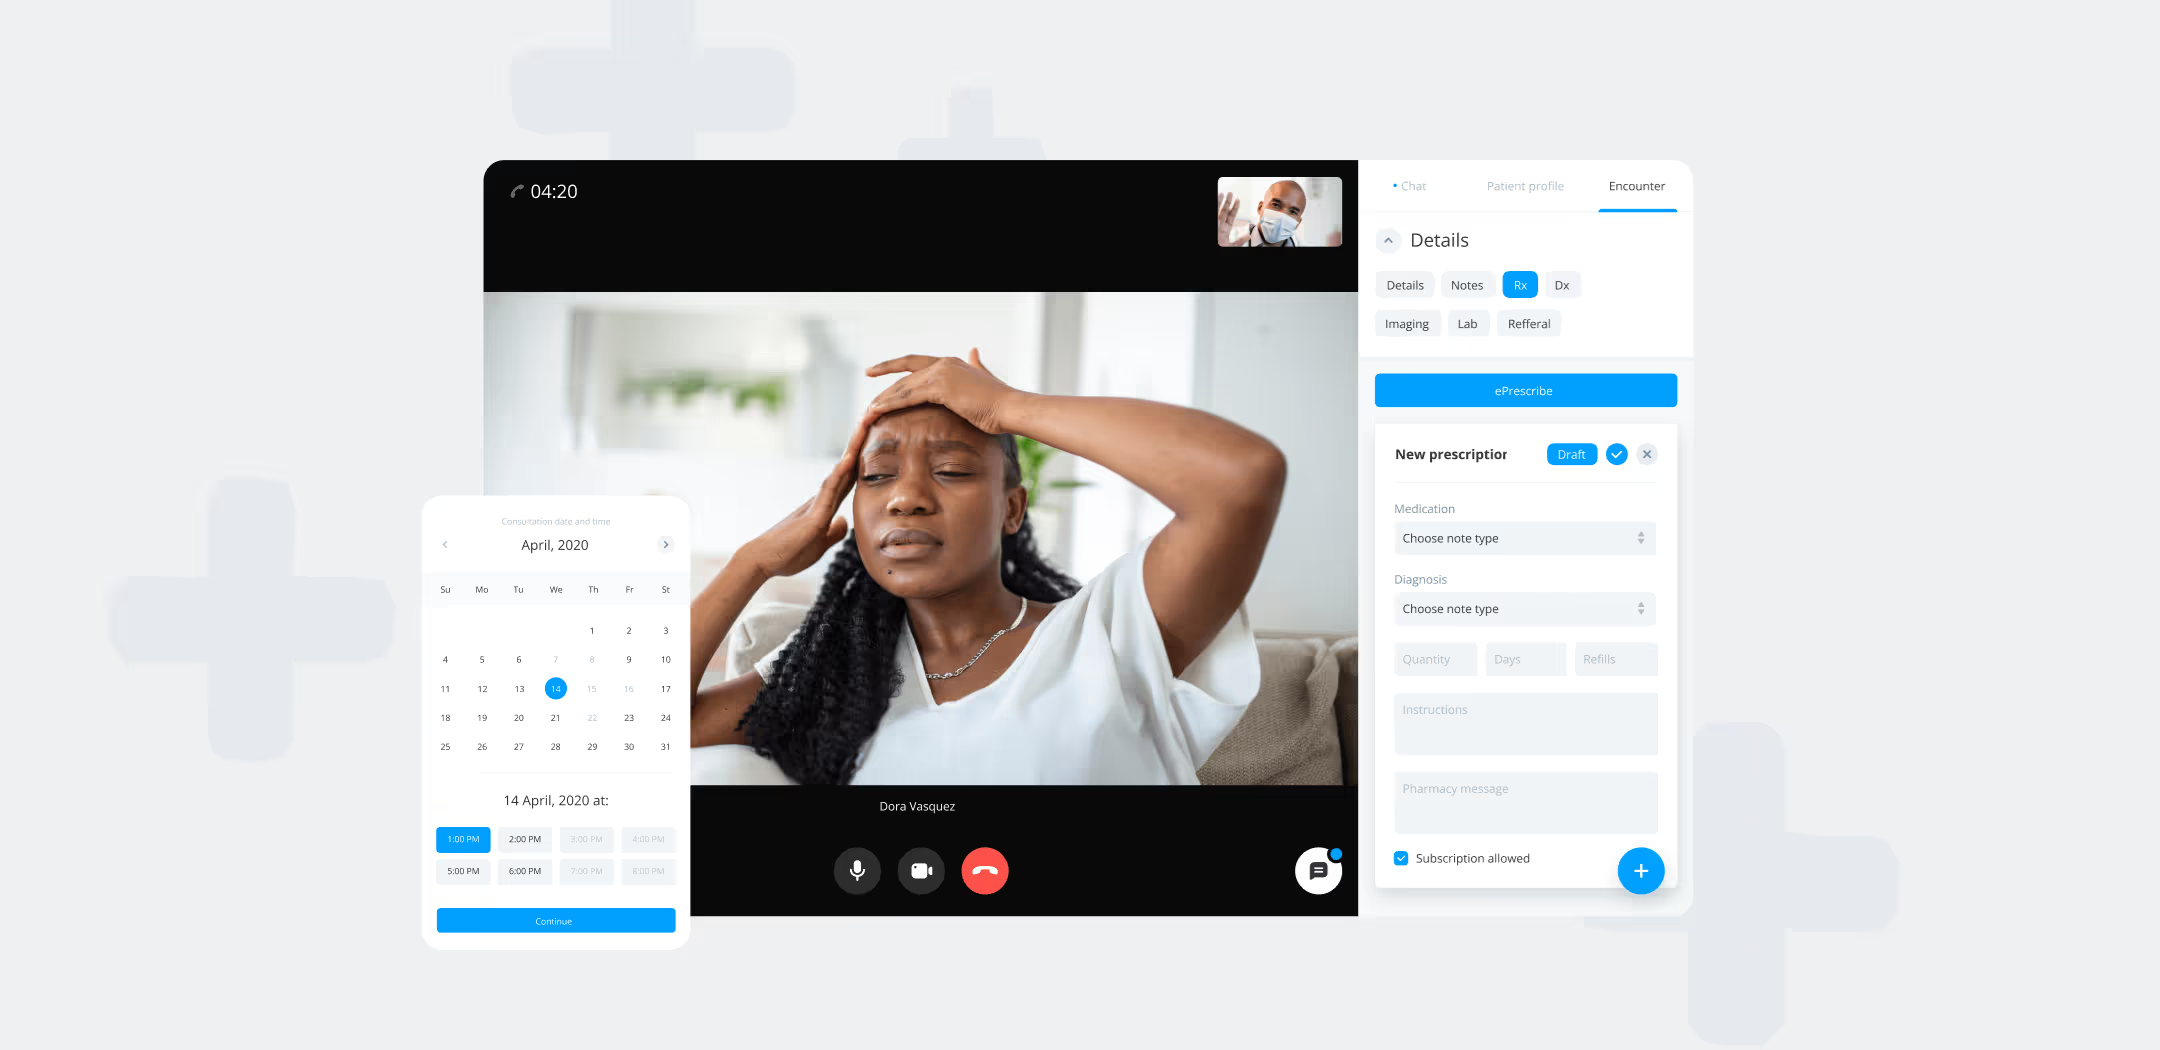 04:20
Chat Patient profile Encounter
Details
Details Notes Rx Dx
Imaging Lab Refferal
ePrescribe
New prescription Draft
Medication
Choose note type
Diagnosis
Choose note type
Quantity Days Refills
Instructions
Pharmacy message
Subscription allowed
Dora Vasquez
Consultation date and time
April, 2020
Su Mo Tu We Th Fr St
1 2 3
4 5 6 7 8 9 10
11 12 13 14 15 16 17
18 19 20 21 22 23 24
25 26 27 28 29 30 31
14 April, 2020 at:
1:00 PM 2:00 PM 3:00 PM 4:00 PM
5:00 PM 6:00 PM 7:00 PM 8:00 PM
Continue